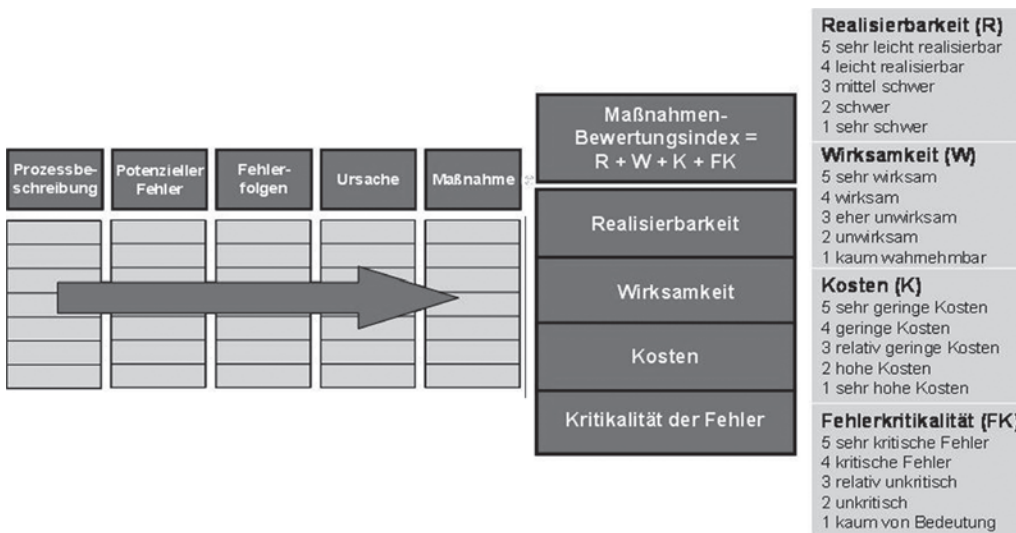 Prozessbe-
schreibung
Potenzieller
Fehler
Fehler-
folgen
Ursache
Maßnahme
Maßnahmen-
Bewertungsindex =
R + W + K + FK
Realisierbarkeit
Wirksamkeit
Kosten
Kritikalität der Fehler
Realisierbarkeit (R)
5 sehr leicht realisierbar
4 leicht realisierbar
3 mittel schwer
2 schwer
1 sehr schwer
Wirksamkeit (W)
5 sehr wirksam
4 wirksam
3 eher unwirksam
2 unwirksam
1 kaum wahrnehmbar
Kosten (K)
5 sehr geringe Kosten
4 geringe Kosten
3 relativ geringe Kosten
2 hohe Kosten
1 sehr hohe Kosten
Fehlerkritikalität (FK)
5 sehr kritische Fehler
4 kritische Fehler
3 relativ unkritisch
2 unkritisch
1 kaum von Bedeutung